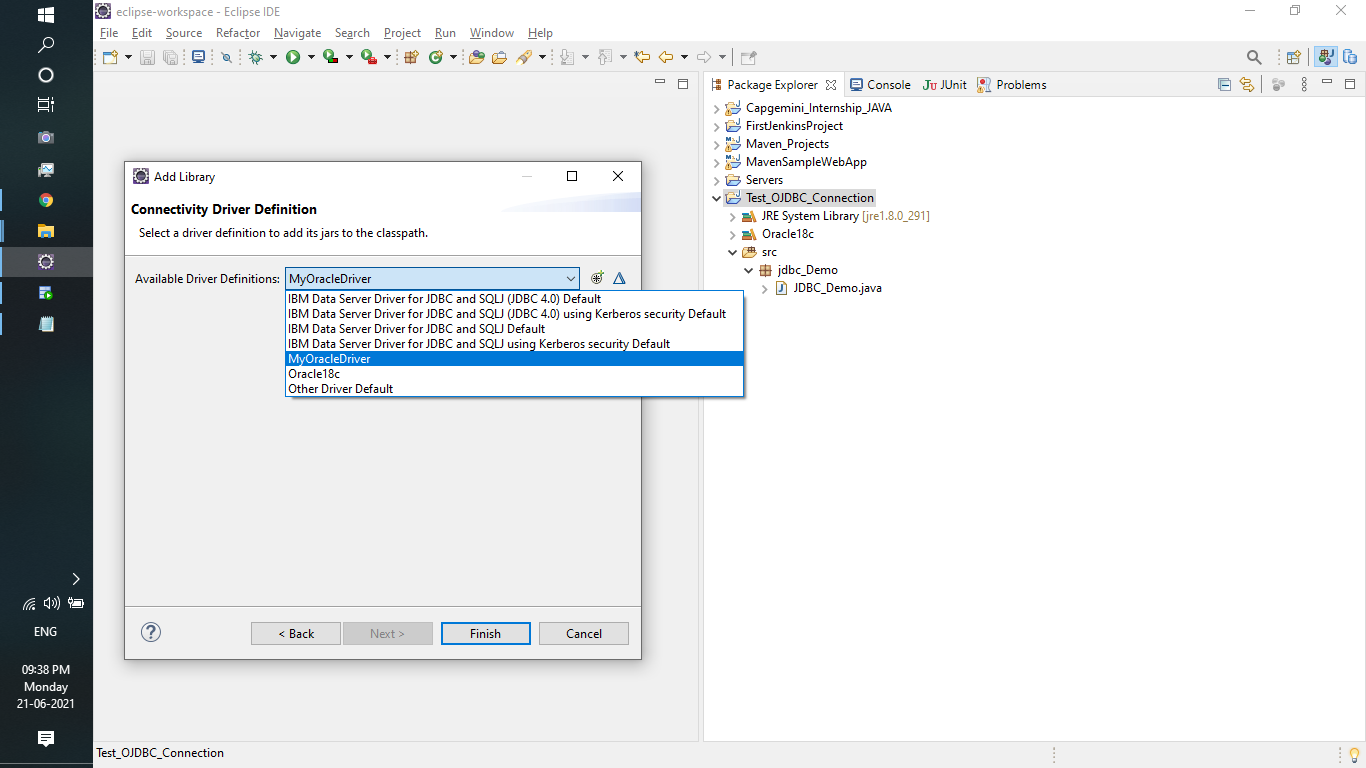 eclipse-workspace - Eclipse IDE
File Edit Source Refactor Navigate Search Project Run Window Help
Package Explorer Console Ju JUnit Problems
Capgemini_Internship_JAVA
FirstJenkinsProject
Maven_Projects
MavenSampleWebApp
Servers
Test_OJDBC_Connection
JRE System Library [jre1.8.0_291]
Oracle18c
src
jdbc_Demo
JDBC_Demo.java
Add Library
Connectivity Driver Definition
Select a driver definition to add its jars to the classpath.
Available Driver Definitions: MyOracleDriver
IBM Data Server Driver for JDBC and SQLJ (JDBC 4.0) Default
IBM Data Server Driver for JDBC and SQLJ (JDBC 4.0) using Kerberos security Default
IBM Data Server Driver for JDBC and SQLJ Default
IBM Data Server Driver for JDBC and SQLJ using Kerberos security Default
MyOracleDriver
Oracle18c
Other Driver Default
< Back Next > Finish Cancel
ENG
09:38 PM
Monday
21-06-2021
Test_OJDBC_Connection